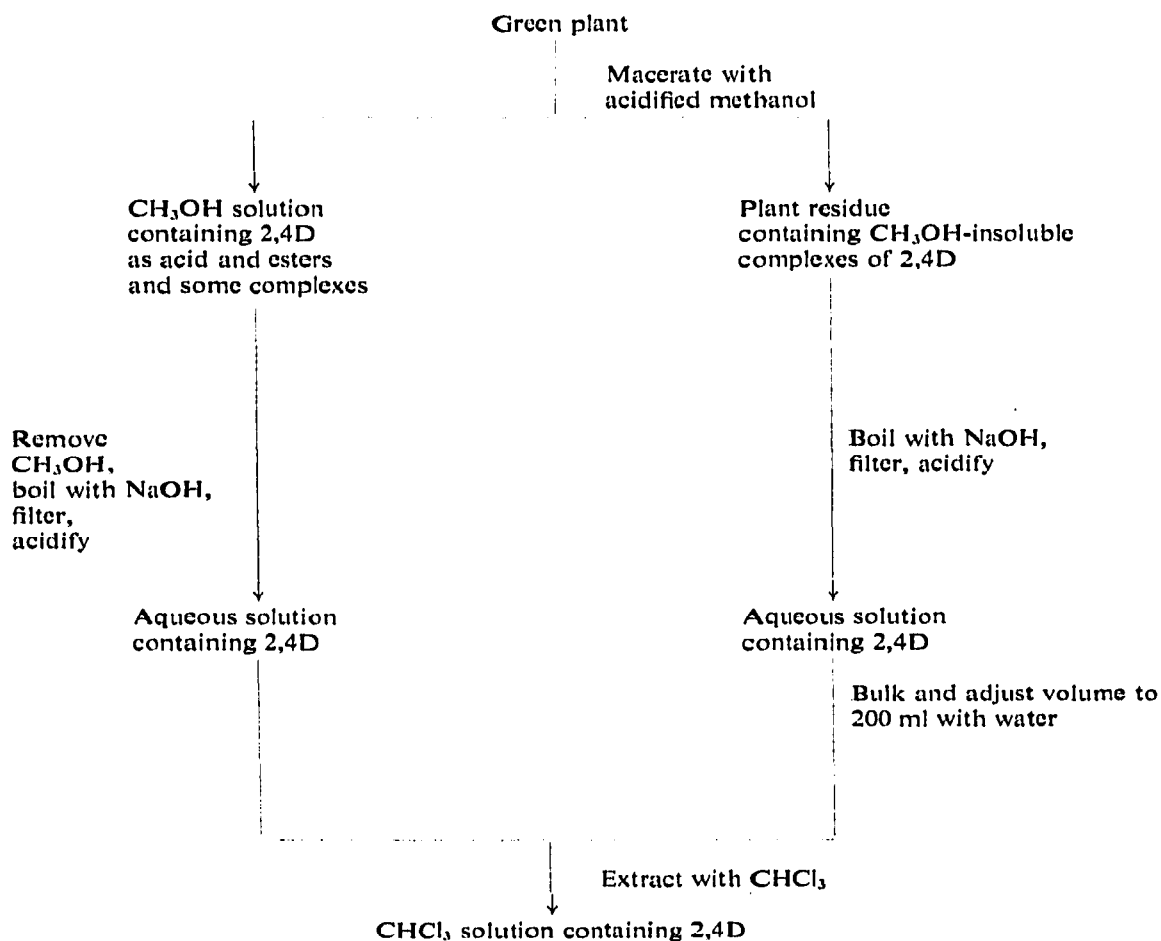 Green plant
Macerate with
acidified methanol
CH₃OH solution
containing 2,4D
as acid and esters
and some complexes
Plant residue
containing CH₃OH-insoluble
complexes of 2,4D
Remove
CH₃OH,
boil with NaOH,
filter,
acidify
Boil with NaOH,
filter, acidify
Aqueous solution
containing 2,4D
Aqueous solution
containing 2,4D
Bulk and adjust volume to
200 ml with water
Extract with CHCl₃
CHCl₃ solution containing 2,4D